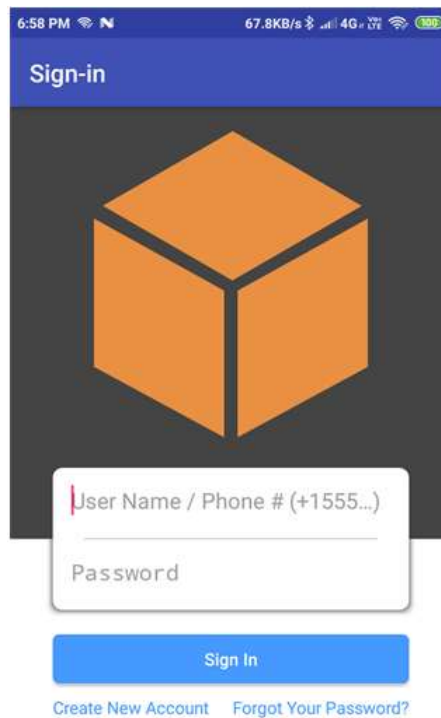 6:58 PM 67.8KB/s 4G VoLTE 100
Sign-in
User Name / Phone # (+1555...)
Password
Sign In
Create New Account Forgot Your Password?